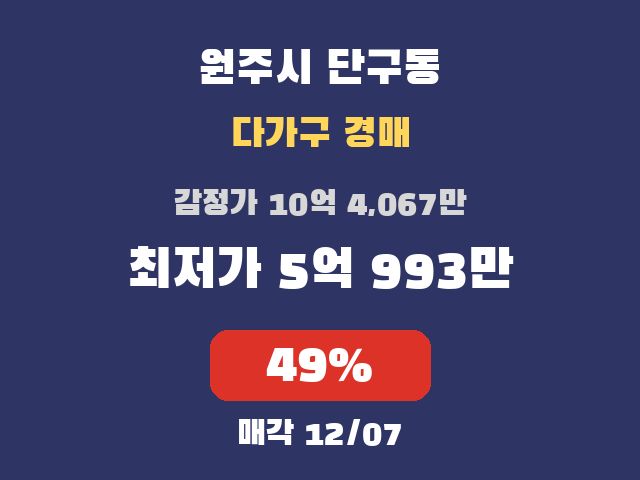 원주시 단구동
다가구 경매
감정가 10억 4,067만
최저가 5억 993만
49%
매각 12/07